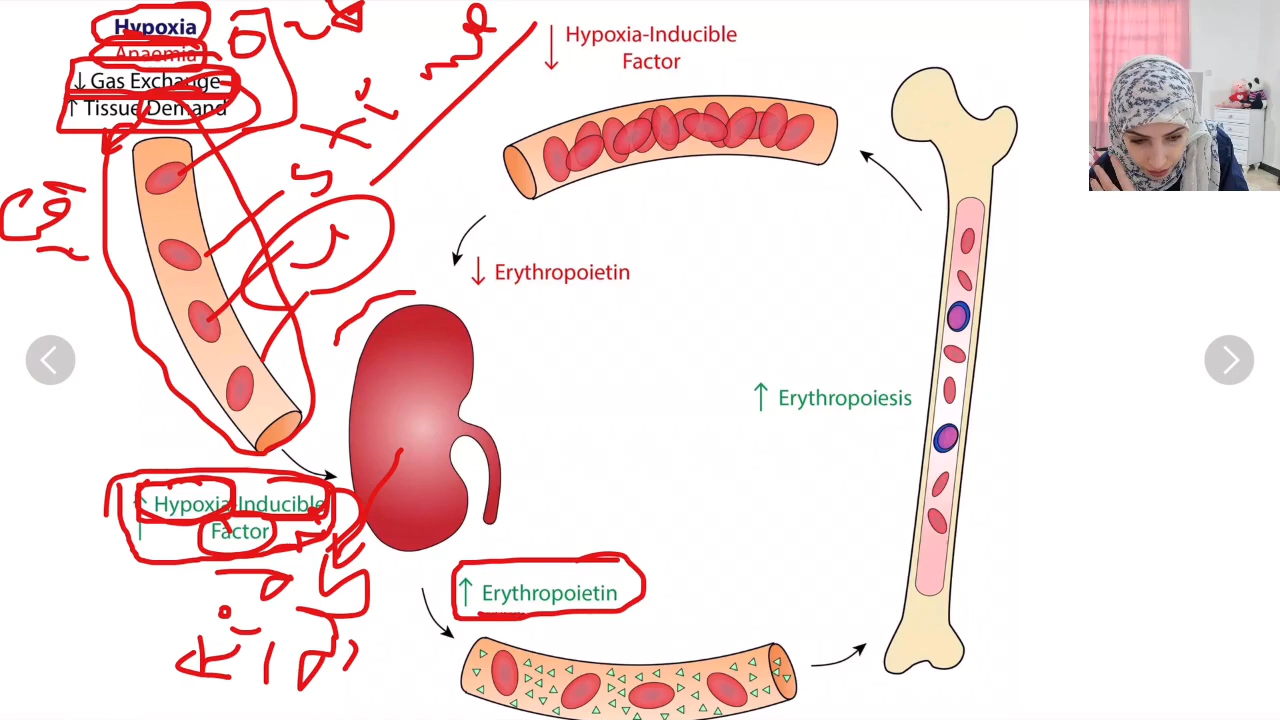 Hypoxia
Anaemia
↓ Gas Exchange
↑ Tissue Demand
↓ Hypoxia-Inducible
Factor
↓ Erythropoietin
↑ Erythropoiesis
↑ Hypoxia-Inducible
Factor
↑ Erythropoietin